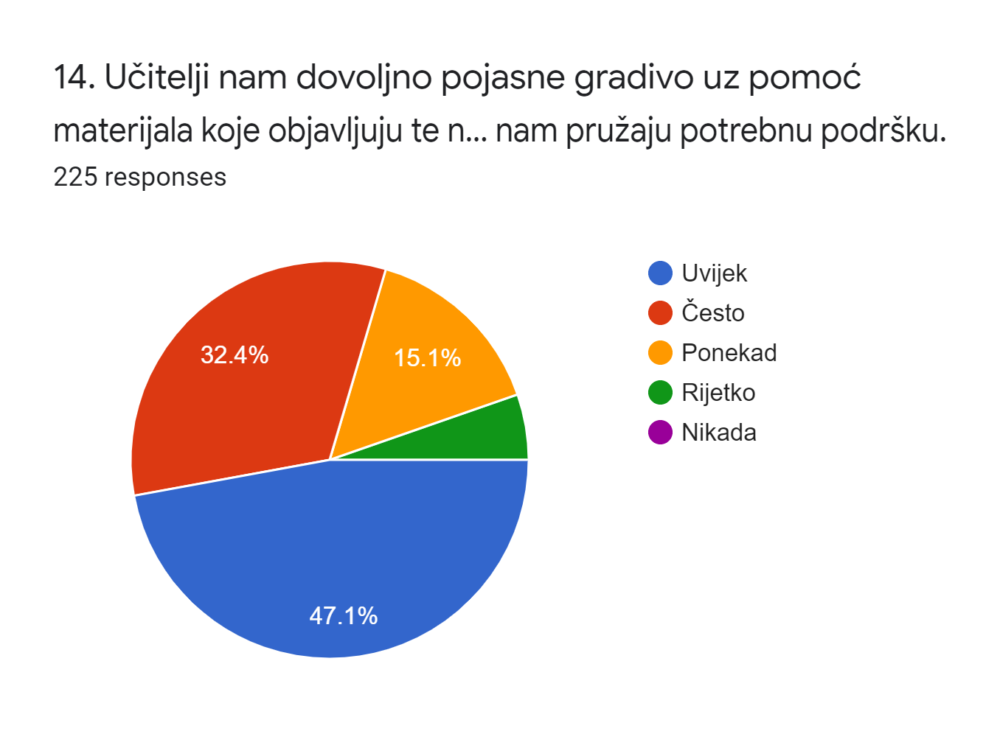 14. Učitelji nam dovoljno pojasne gradivo uz pomoć
materijala koje objavljuju te n... nam pružaju potrebnu podršku.
225 responses
32.4%
15.1%
47.1%
Uvijek
Često
Ponekad
Rijetko
Nikada